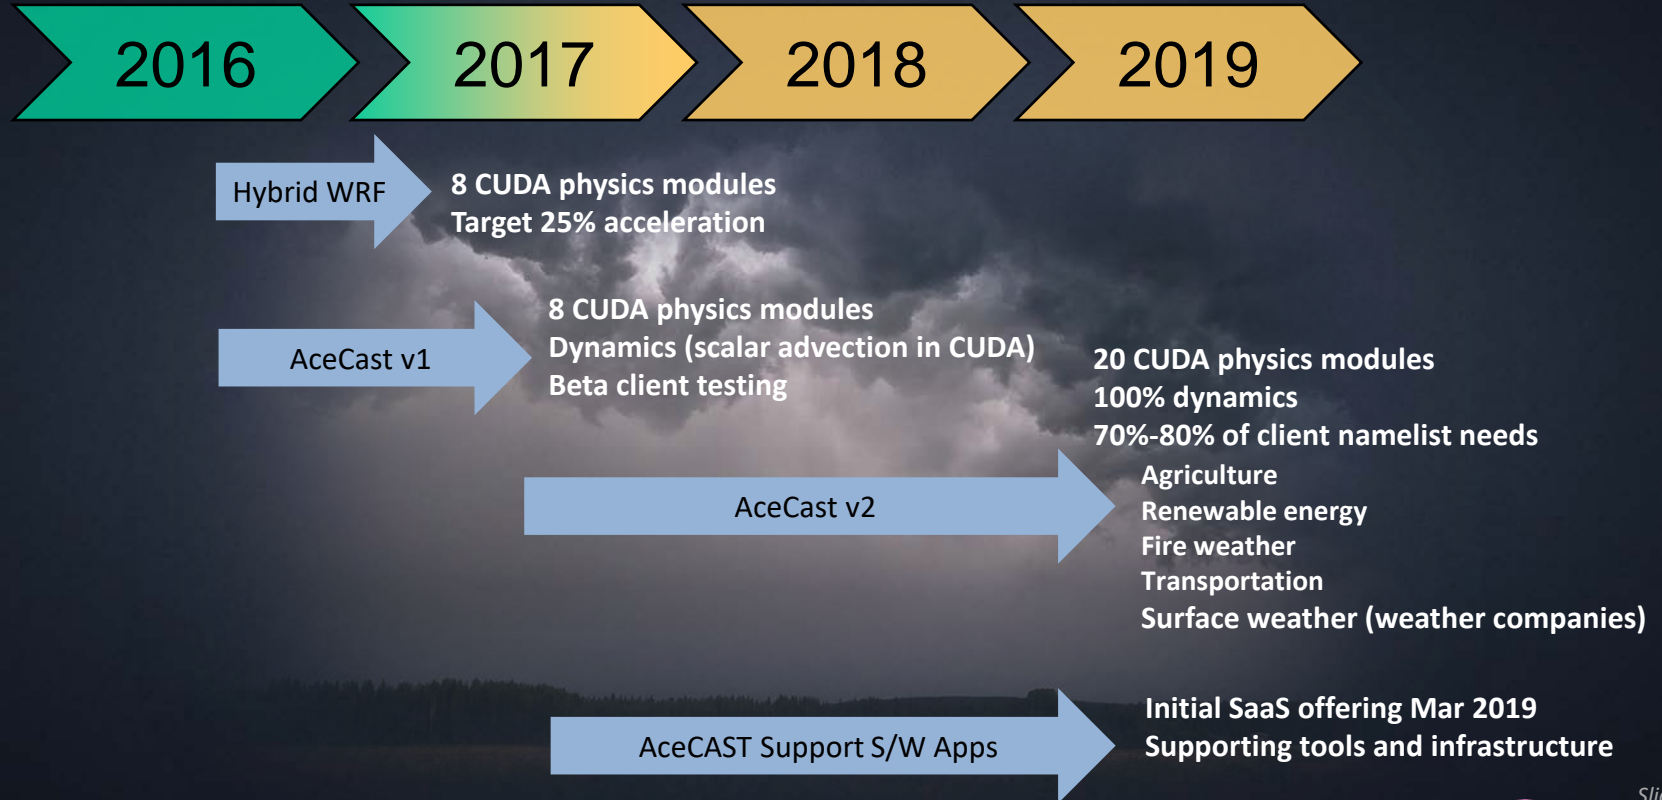 2016
2017
2018
2019
Hybrid WRF
8 CUDA physics modules
Target 25% acceleration
AceCast v1
8 CUDA physics modules
Dynamics (scalar advection in CUDA)
Beta client testing
AceCast v2
20 CUDA physics modules
100% dynamics
70%-80% of client namelist needs
Agriculture
Renewable energy
Fire weather
Transportation
Surface weather (weather companies)
AceCAST Support S/W Apps
Initial SaaS offering Mar 2019
Supporting tools and infrastructure